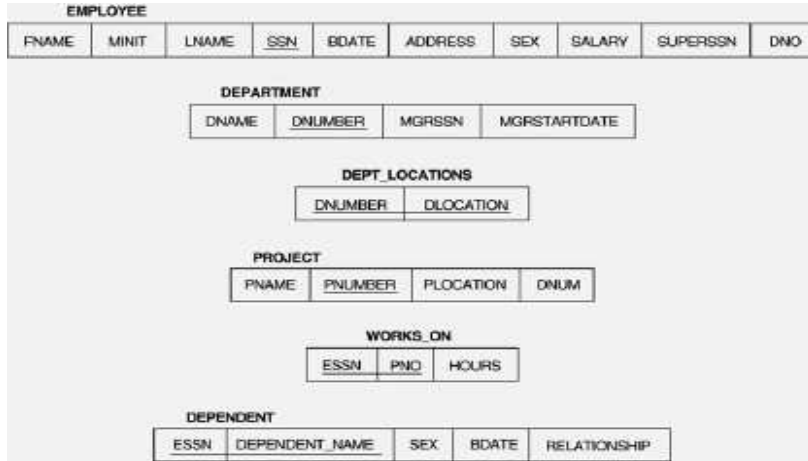 EMPLOYEE
FNAME MINIT LNAME SSN BDATE ADDRESS SEX SALARY SUPERSSN DNO
DEPARTMENT
DNAME DNUMBER MGRSSN MGRSTARTDATE
DEPT_LOCATIONS
DNUMBER DLOCATION
PROJECT
PNAME PNUMBER PLOCATION DNUM
WORKS_ON
ESSN PNO HOURS
DEPENDENT
ESSN DEPENDENT_NAME SEX BDATE RELATIONSHIP